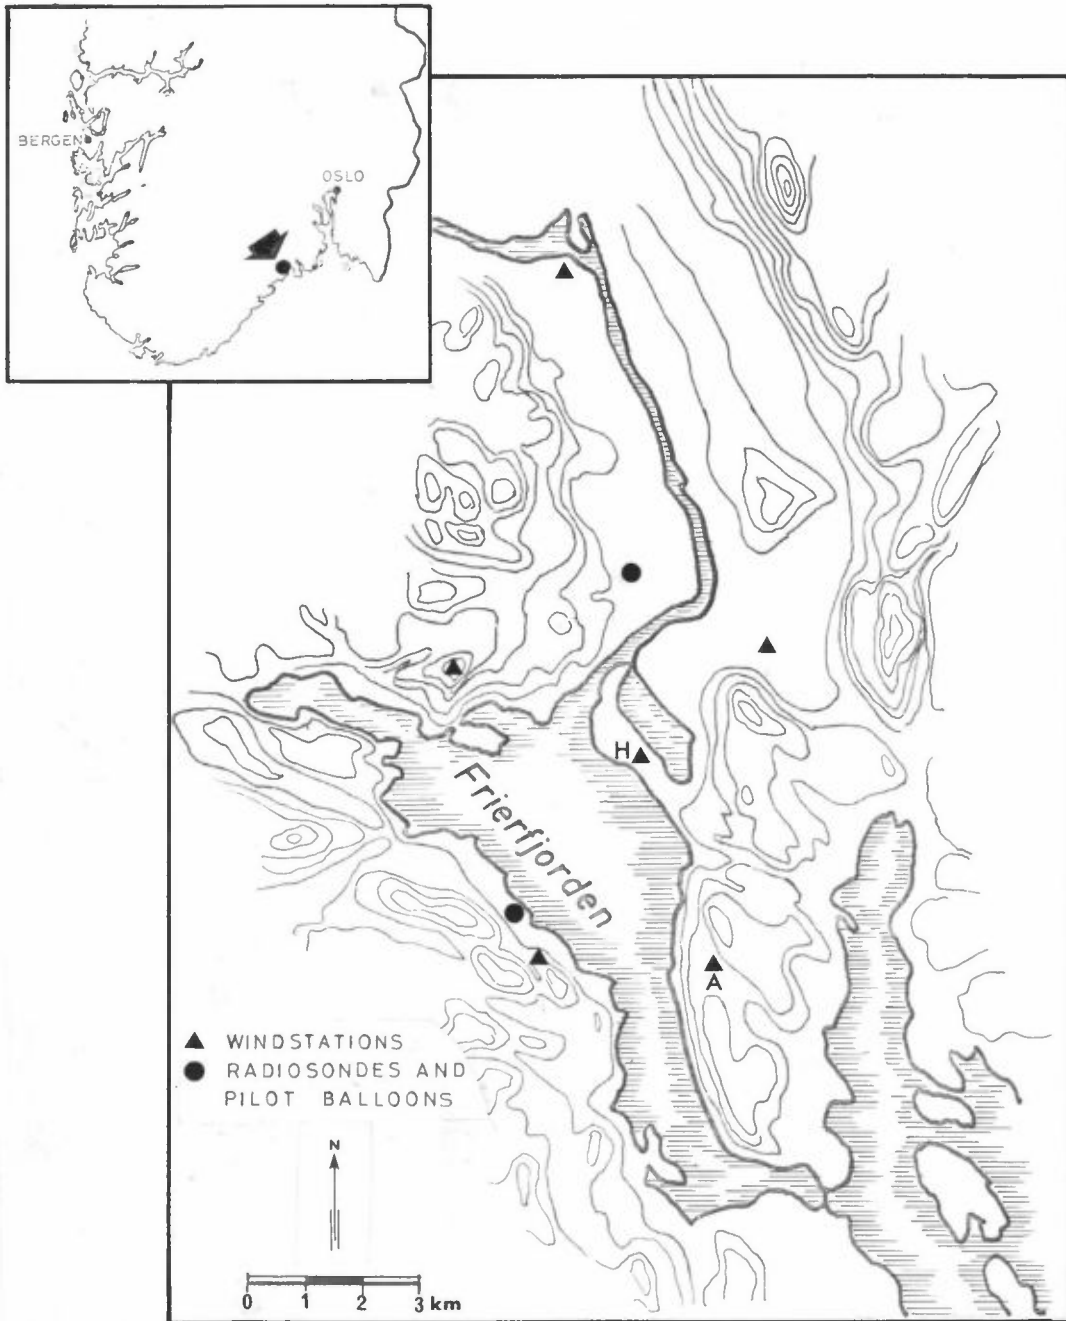 BERGEN
OSLO
H
Frierfjorden
A
WINDSTATIONS
RADIOSONDES AND
PILOT BALLOONS
N
0 1 2 3 km